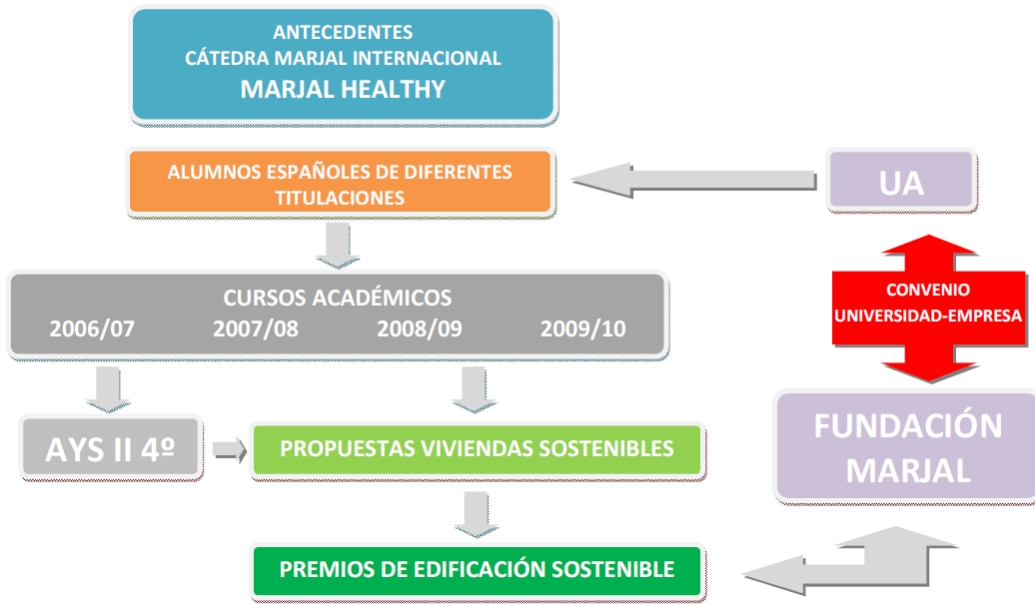 ANTECEDENTES
CÁTEDRA MARJAL INTERNACIONAL
MARJAL HEALTHY
ALUMNOS ESPAÑOLES DE DIFERENTES
TITULACIONES
UA
CONVENIO
UNIVERSIDAD-EMPRESA
CURSOS ACADÉMICOS
2006/07 2007/08 2008/09 2009/10
AYS II 4º
PROPUESTAS VIVIENDAS SOSTENIBLES
FUNDACIÓN
MARJAL
PREMIOS DE EDIFICACIÓN SOSTENIBLE